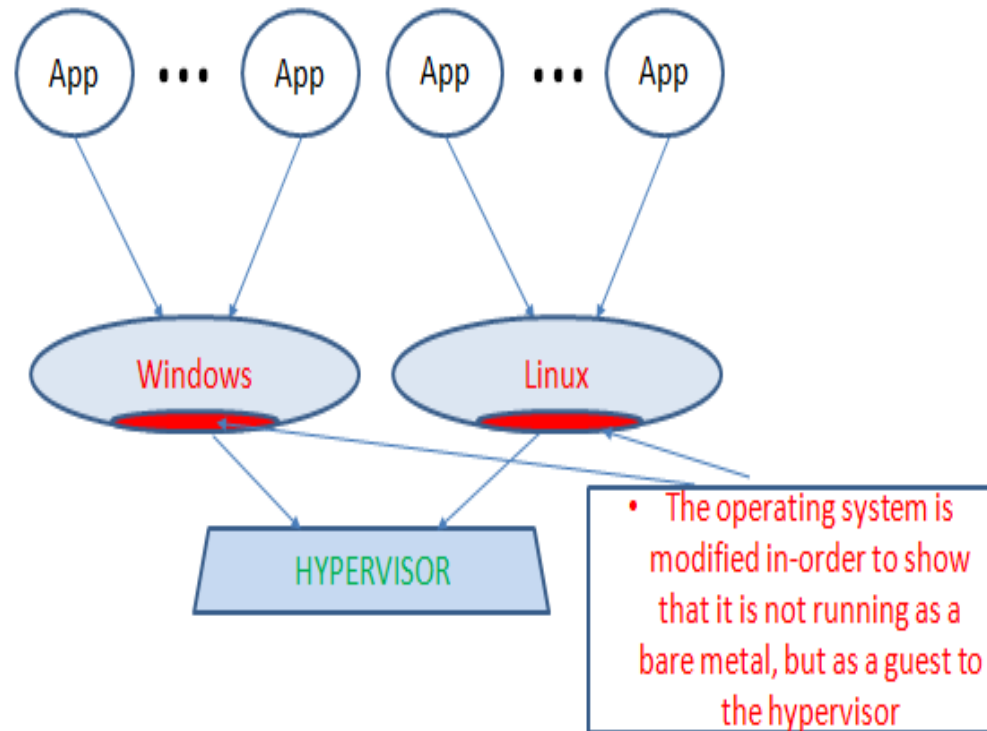 App ... App App ... App
Windows Linux
HYPERVISOR
• The operating system is
modified in-order to show
that it is not running as a
bare metal, but as a guest to
the hypervisor